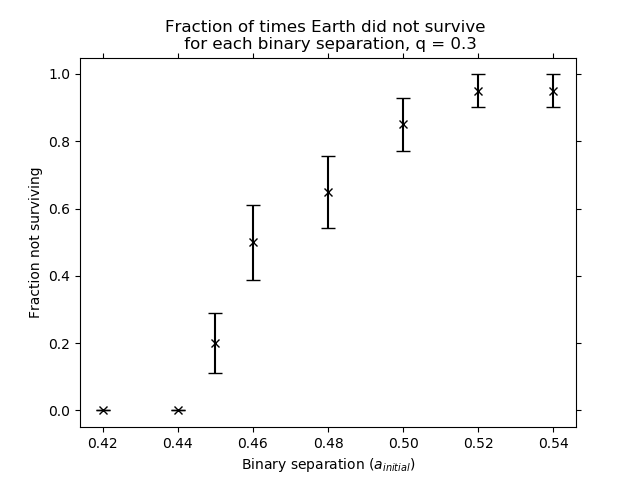 Fraction of times Earth did not survive
for each binary separation, q = 0.3
1.0
0.8
0.6
0.4
0.2
0.0
Fraction not surviving
0.42 0.44 0.46 0.48 0.50 0.52 0.54
Binary separation (a_{initial})